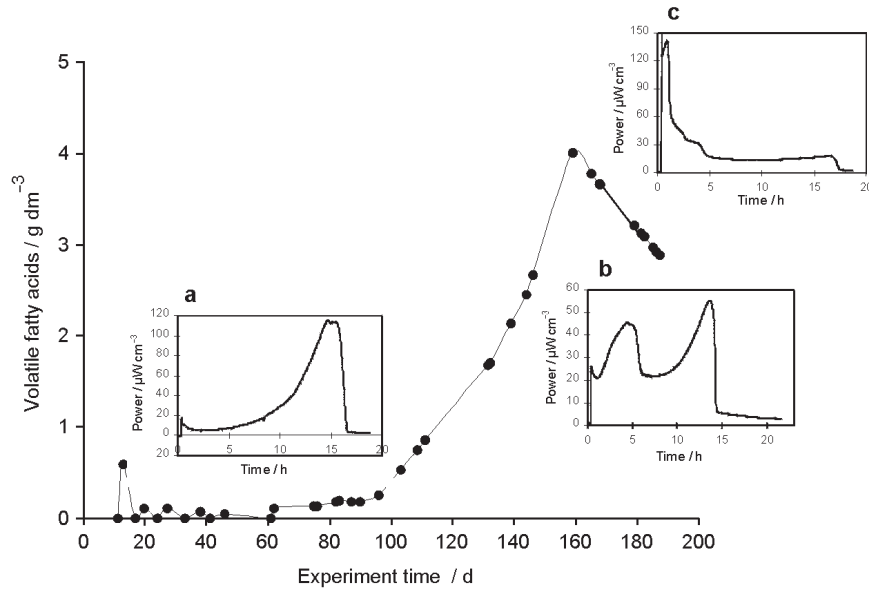 c
150
120
90
60
30
0
Power / µW cm⁻³
0 5 10 15 20
Time / h
5
4
3
2
1
0
Volatile fatty acids / g dm⁻³
0 20 40 60 80 100 120 140 160 180 200
Experiment time / d
a
120
100
80
60
40
20
0
20
Power / µW cm⁻³
0 5 10 15 20
Time / h
b
60
50
40
30
20
10
0
Power / µW cm⁻³
0 5 10 15 20
Time / h